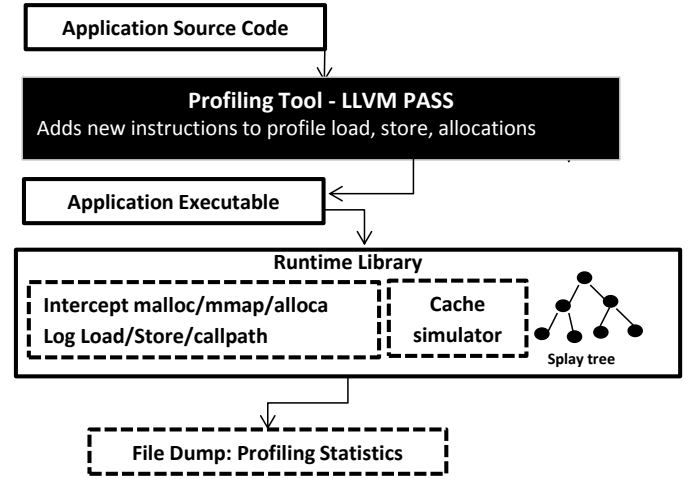 Application Source Code
Profiling Tool - LLVM PASS
Adds new instructions to profile load, store, allocations
Application Executable
Runtime Library
Intercept malloc/mmap/alloca
Log Load/Store/callpath
Cache
simulator
Splay tree
File Dump: Profiling Statistics